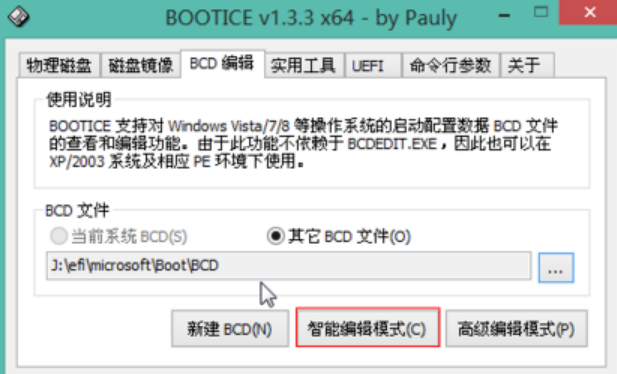 BOOTICE v1.3.3 x64 - by Pauly
物理磁盘 磁盘镜像 BCD 编辑 实用工具 UEFI 命令行参数 关于
使用说明
BOOTICE 支持对 Windows Vista/7/8 等操作系统的启动配置数据 BCD 文件
的查看和编辑功能。由于此功能不依赖于 BCDEDIT.EXE，因此也可以在
XP/2003 系统及相应 PE 环境下使用。
BCD 文件
当前系统 BCD(S) 其它 BCD 文件(O)
J:\efi\microsoft\Boot\BCD ...
新建 BCD(N) 智能编辑模式(C) 高级编辑模式(P)